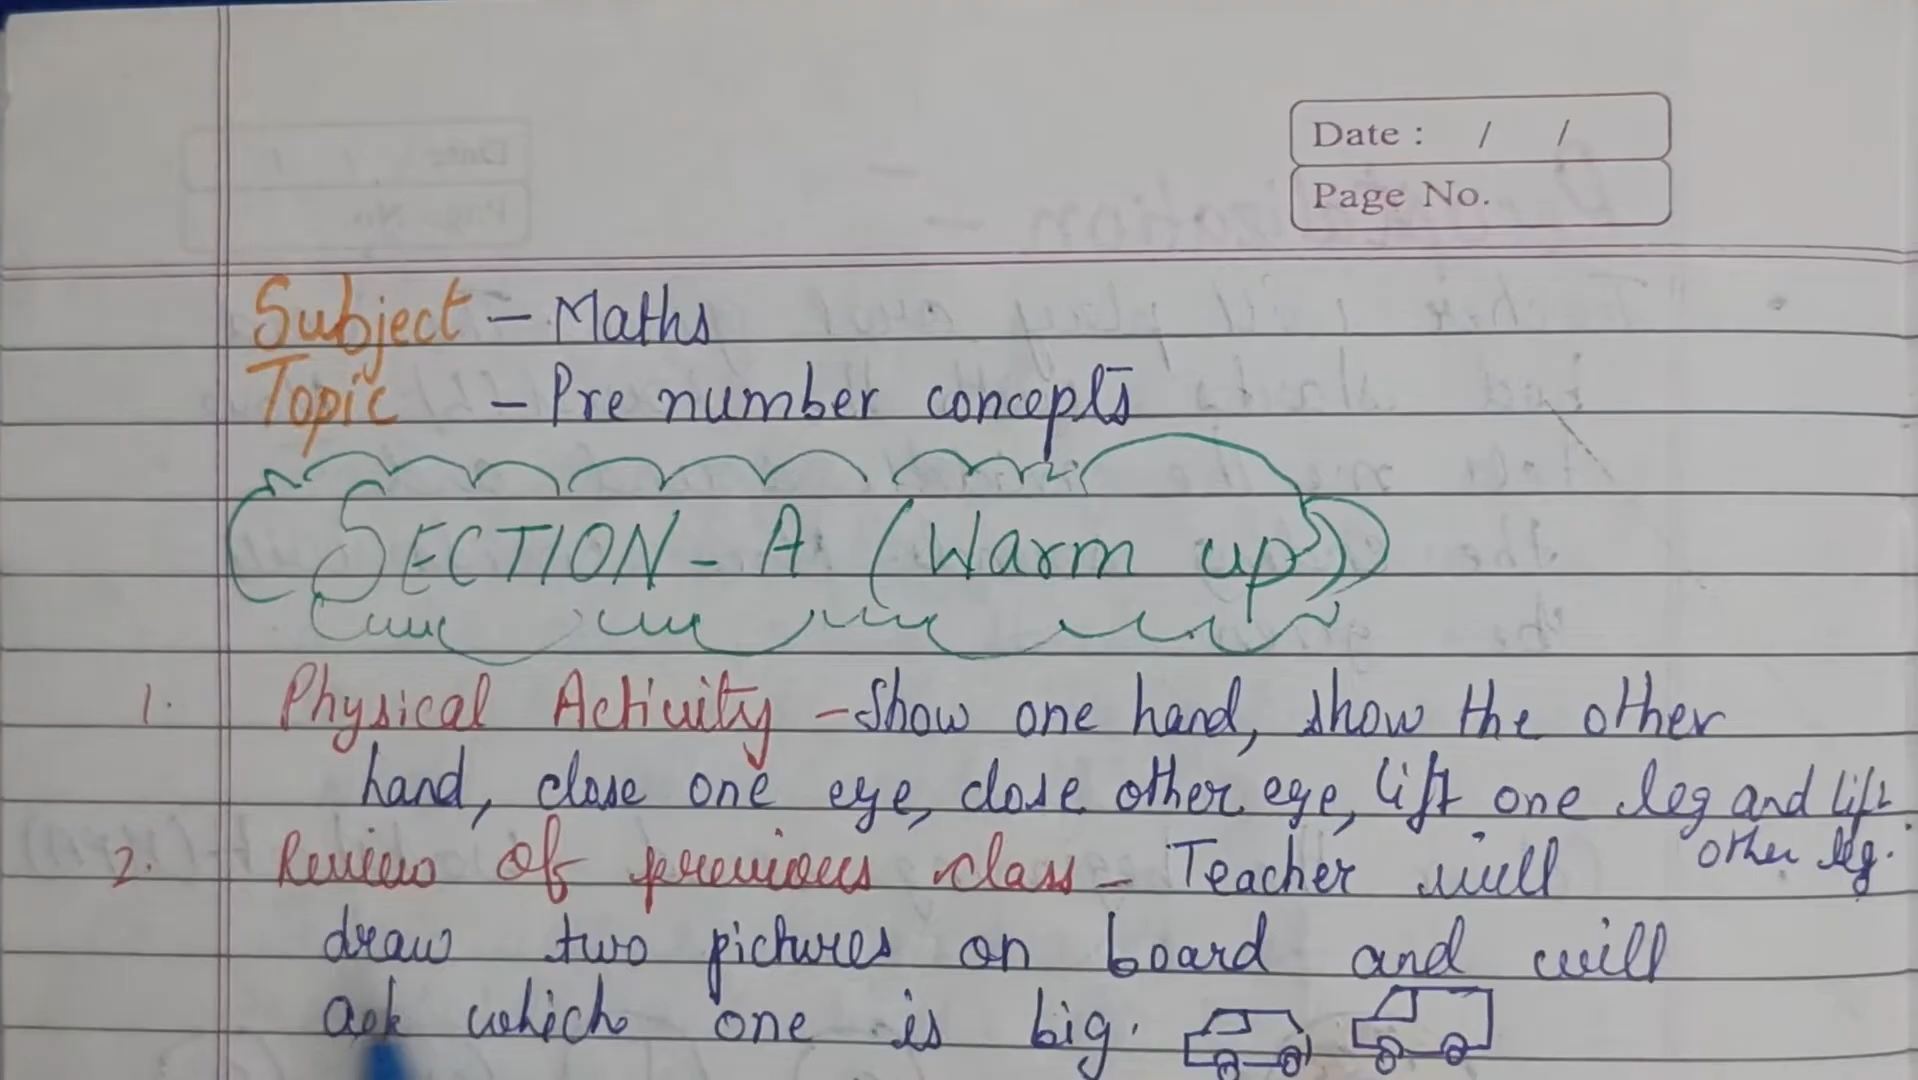 Date : / /
Page No.
Subject - Maths
Topic - Pre number concepts
SECTION - A (Warm up)
1. Physical Activity - Show one hand, show the other
hand, close one eye, close other eye, lift one leg and lift
other leg.
2. Review of previous class - Teacher will
draw two pictures on board and will
ask which one is big.